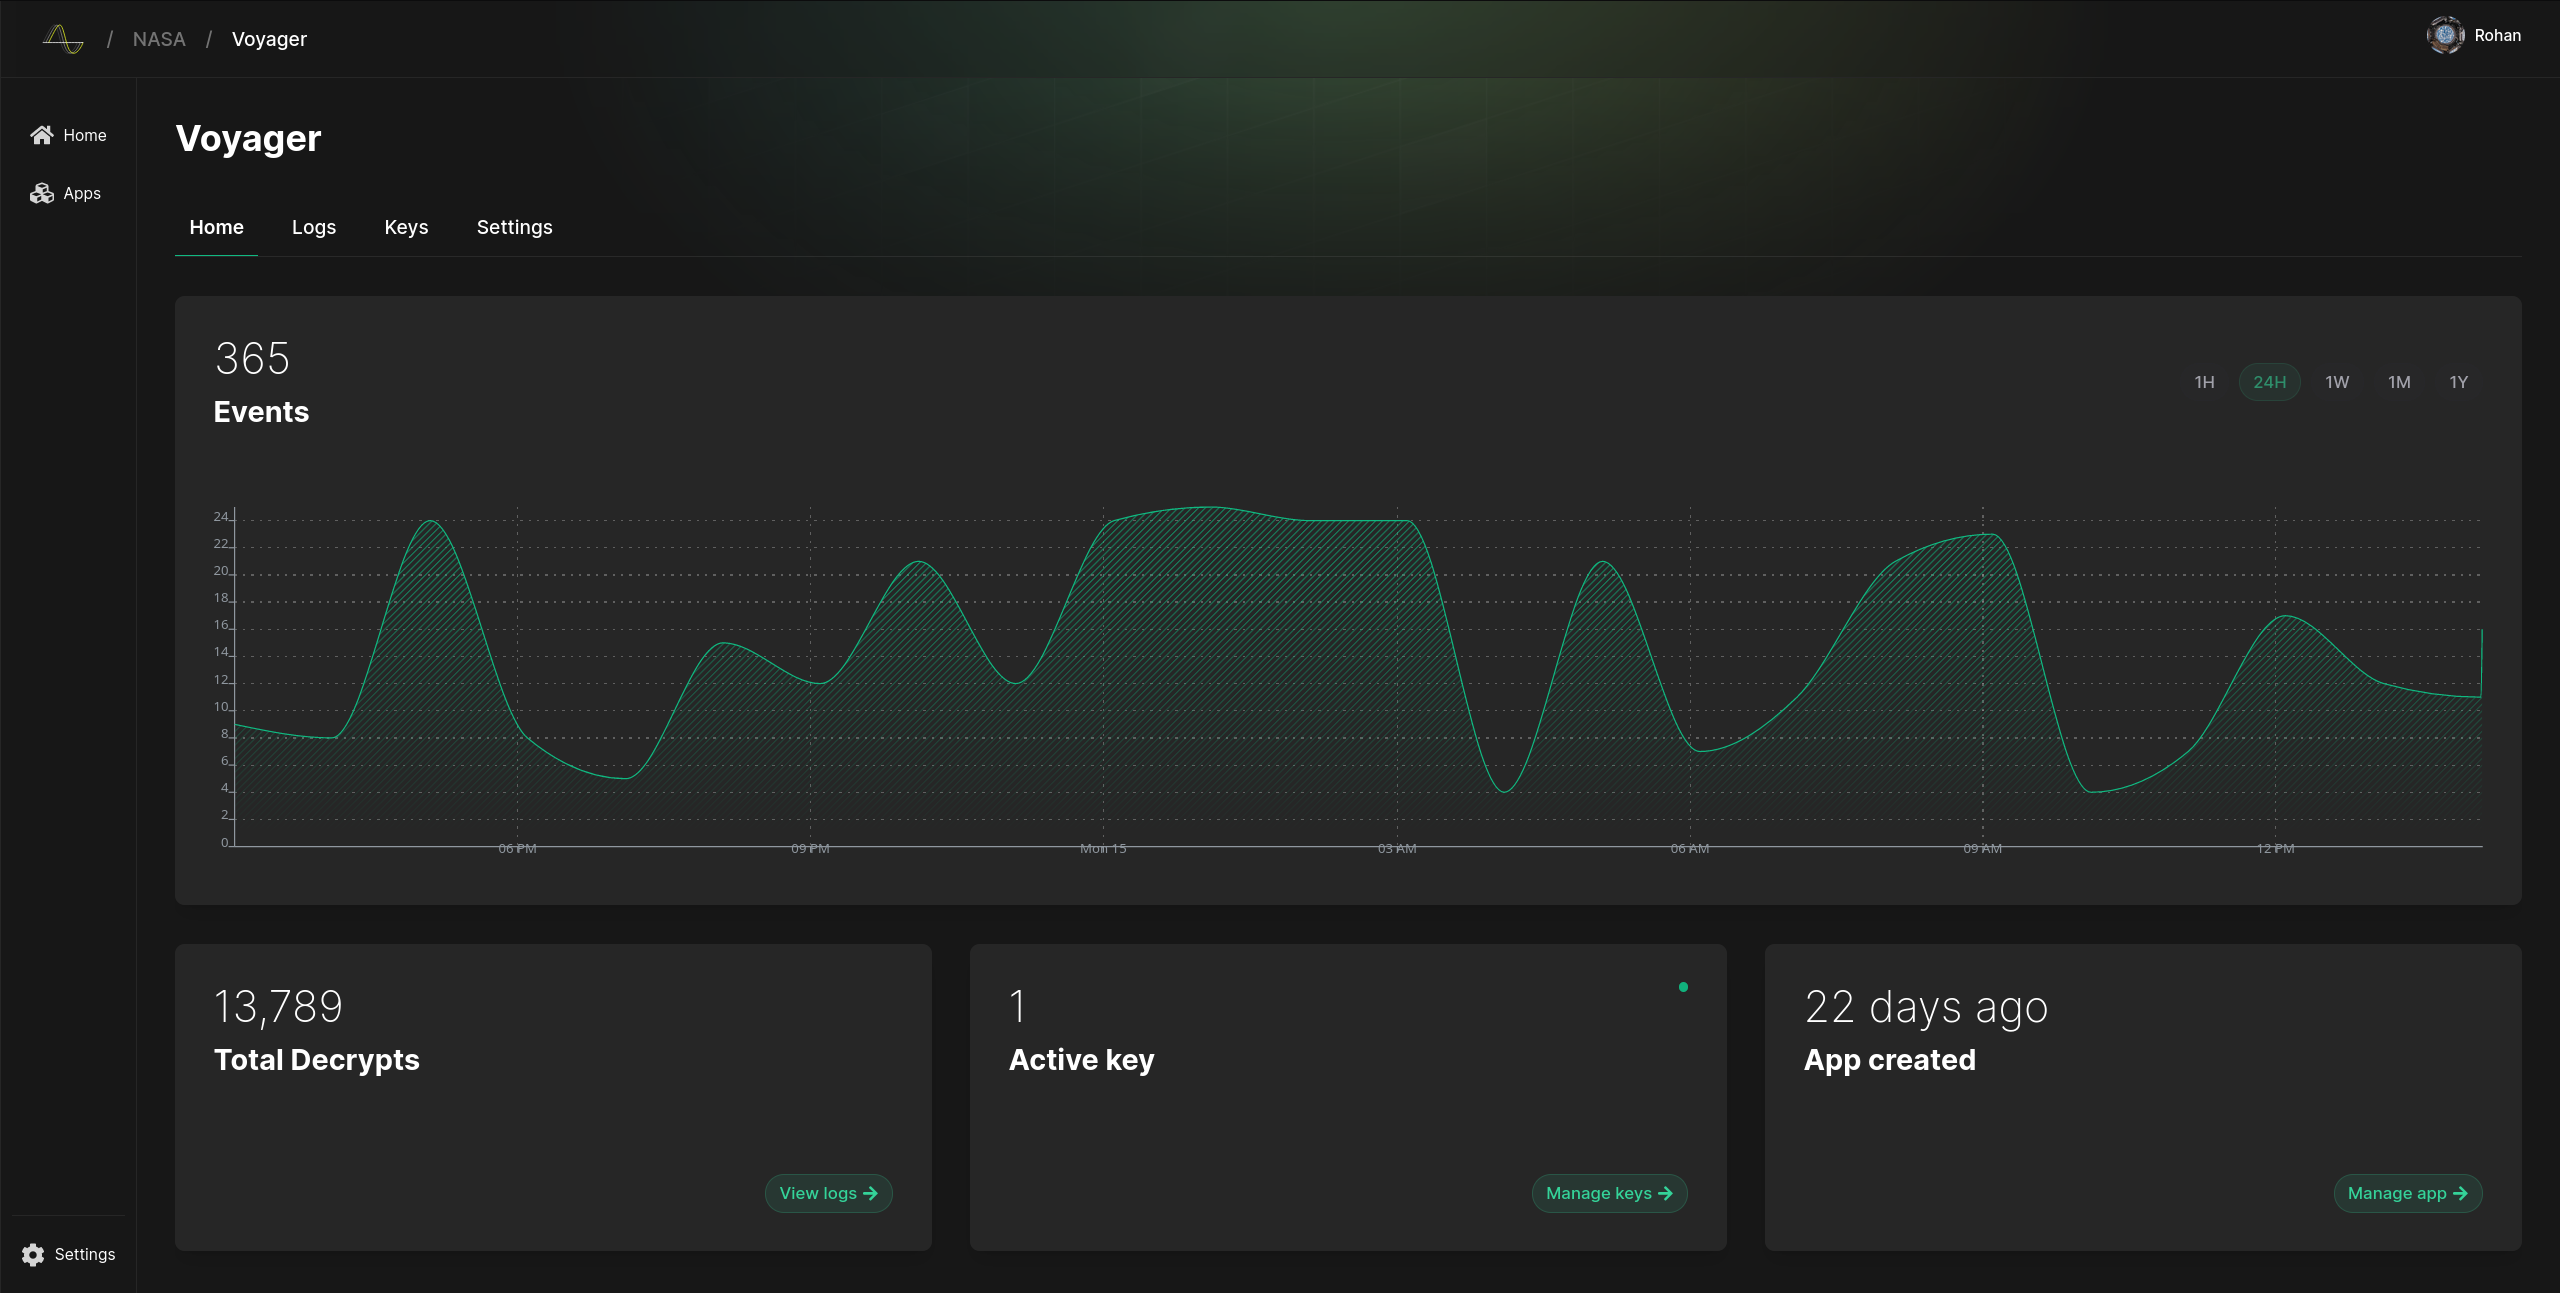 / NASA / Voyager
Rohan
Home
Apps
Voyager
Home Logs Keys Settings
365
Events
1H 24H 1W 1M 1Y
24
22
20
18
16
14
12
10
8
6
4
2
0
06 PM 09 PM Mon 15 03 AM 06 AM 09 AM 12 PM
13,789
Total Decrypts
View logs
1
Active key
Manage keys
22 days ago
App created
Manage app
Settings